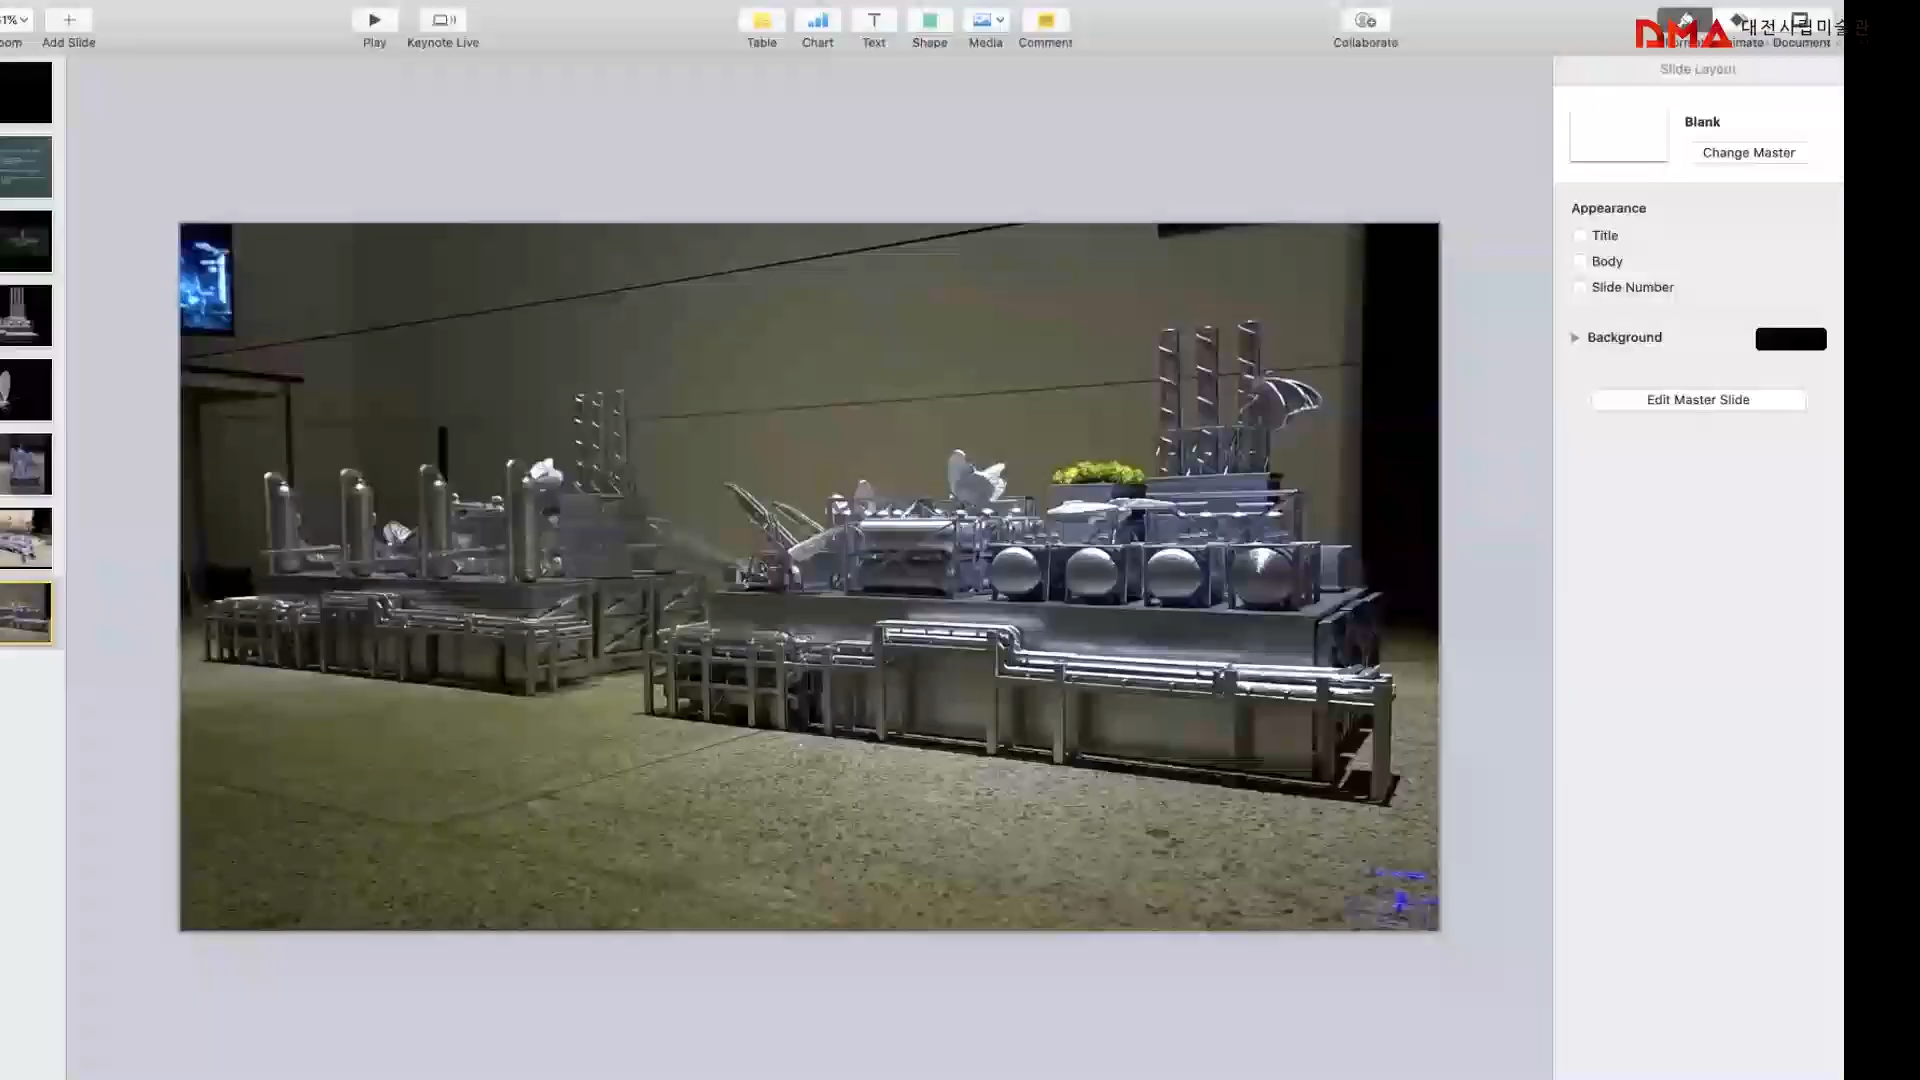 1%
Add Slide
Play
Keynote Live
Table
Chart
Text
Shape
Media
Comment
Collaborate
DMA 대전시립미술관
Document
Slide Layout
Blank
Change Master
Appearance
Title
Body
Slide Number
Background
Edit Master Slide